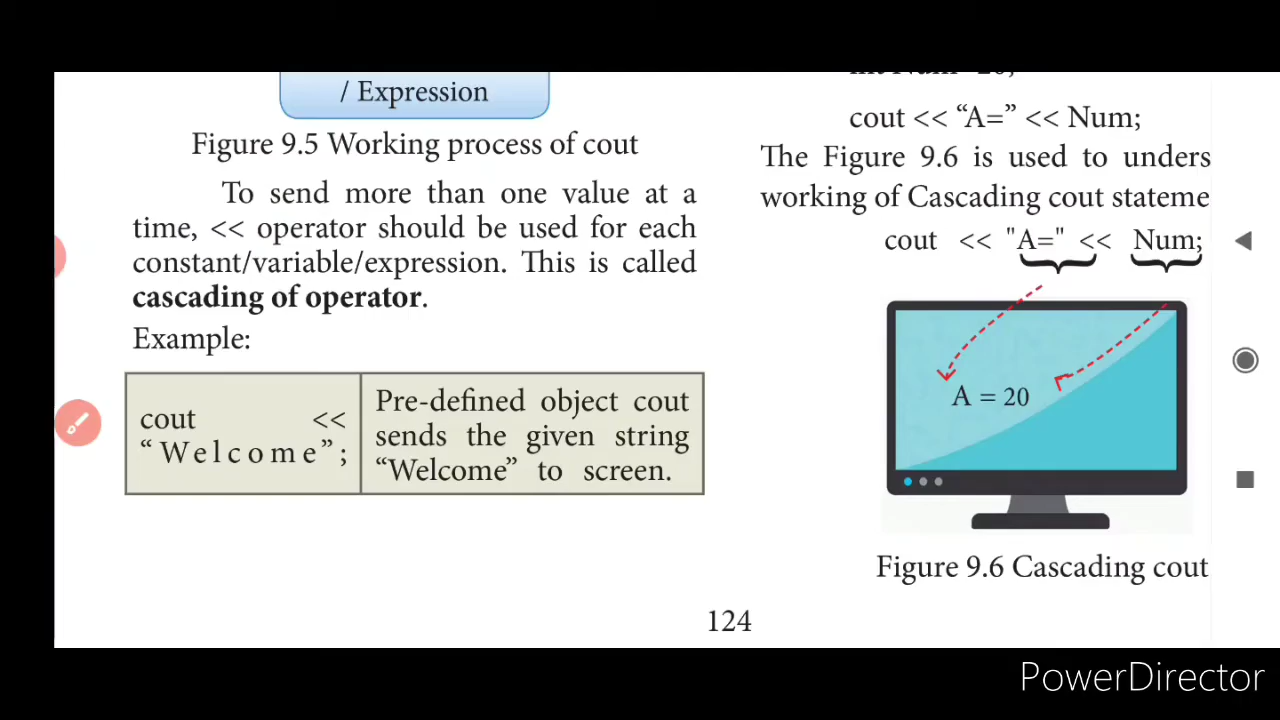 / Expression
Figure 9.5 Working process of cout
To send more than one value at a
time, << operator should be used for each
constant/variable/expression. This is called
cascading of operator.
Example:
cout <<
“Welcome”;
Pre-defined object cout
sends the given string
“Welcome” to screen.
cout << “A=” << Num;
The Figure 9.6 is used to unders
working of Cascading cout stateme
cout << "A=" << Num;
A = 20
Figure 9.6 Cascading cout
124
PowerDirector